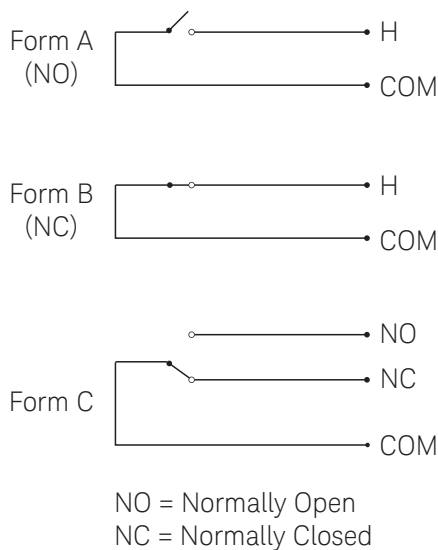 Form A
(NO)
H
COM
Form B
(NC)
H
COM
Form C
NO
NC
COM
NO = Normally Open
NC = Normally Closed